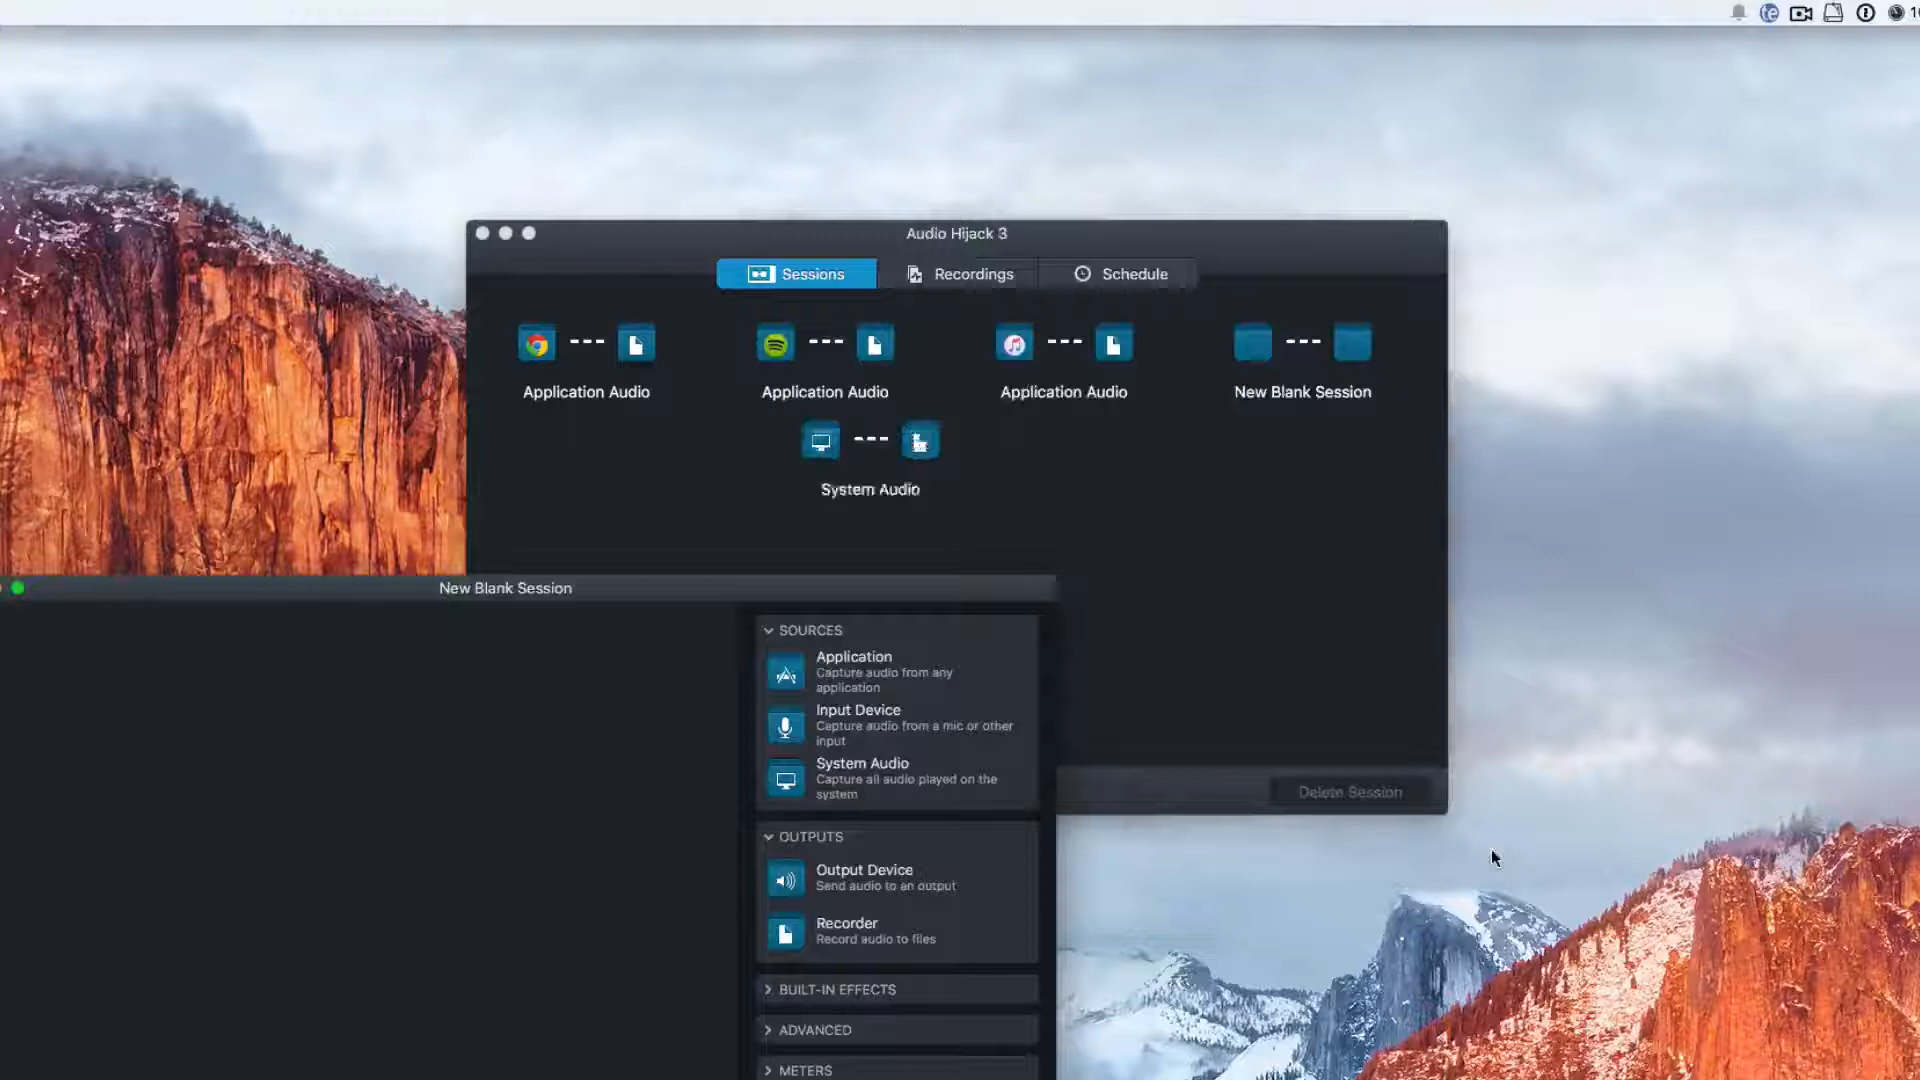 Audio Hijack 3
Sessions
Recordings
Schedule
Application Audio
Application Audio
Application Audio
New Blank Session
System Audio
New Blank Session
SOURCES
Application
Capture audio from any
application
Input Device
Capture audio from a mic or other
input
System Audio
Capture all audio played on the
system
Delete Session
OUTPUTS
Output Device
Send audio to an output
Recorder
Record audio to files
BUILT-IN EFFECTS
ADVANCED
METERS